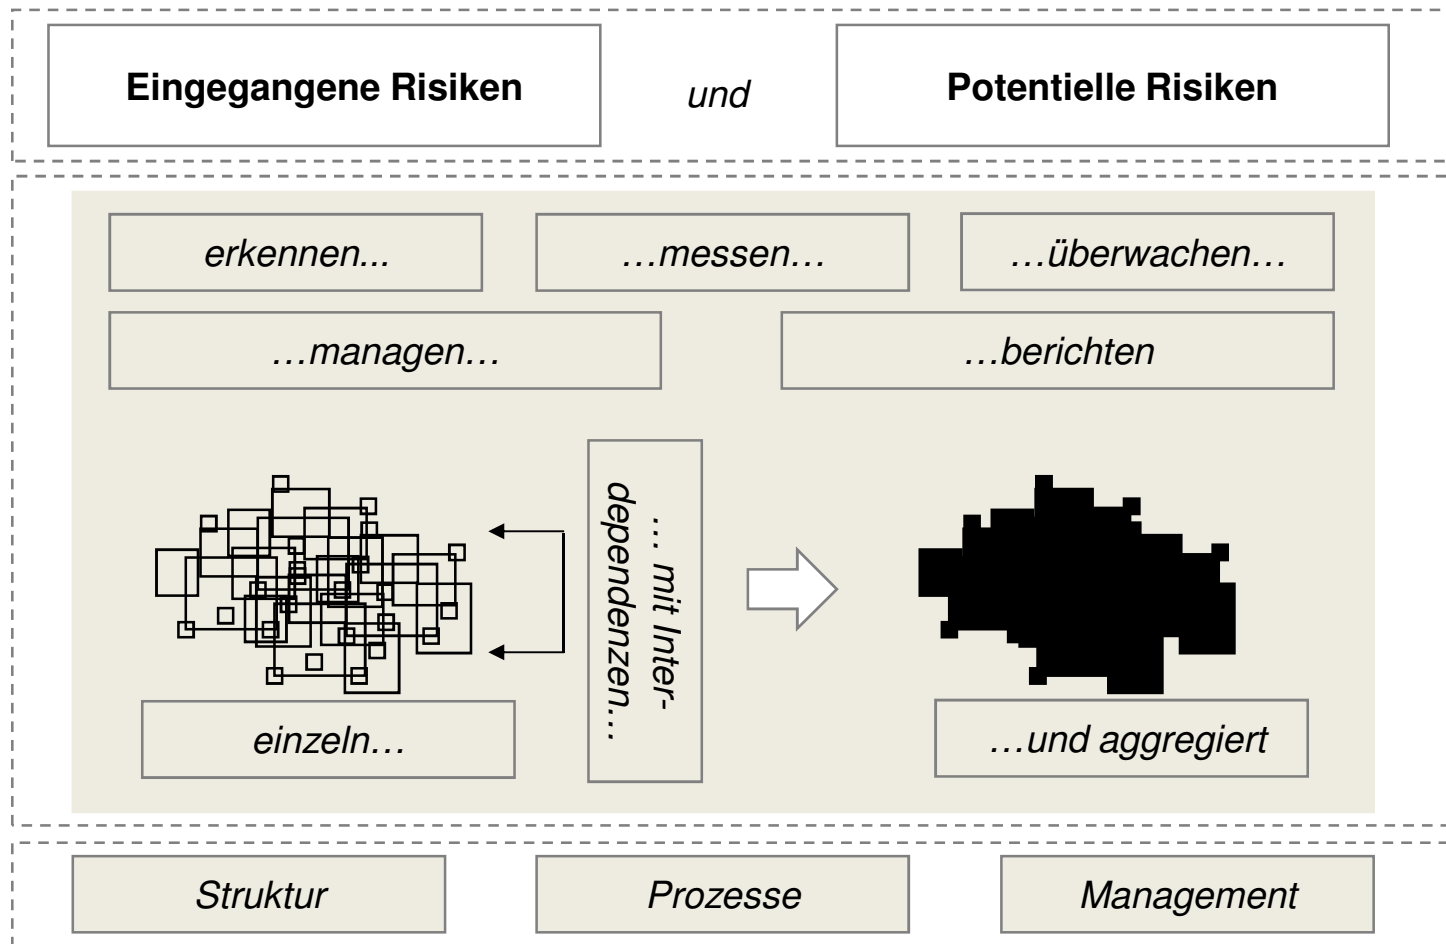 Eingegangene Risiken
und
Potentielle Risiken
erkennen...
…messen…
…überwachen…
…managen…
…berichten
… mit Inter-
dependenzen…
einzeln…
…und aggregiert
Struktur
Prozesse
Management